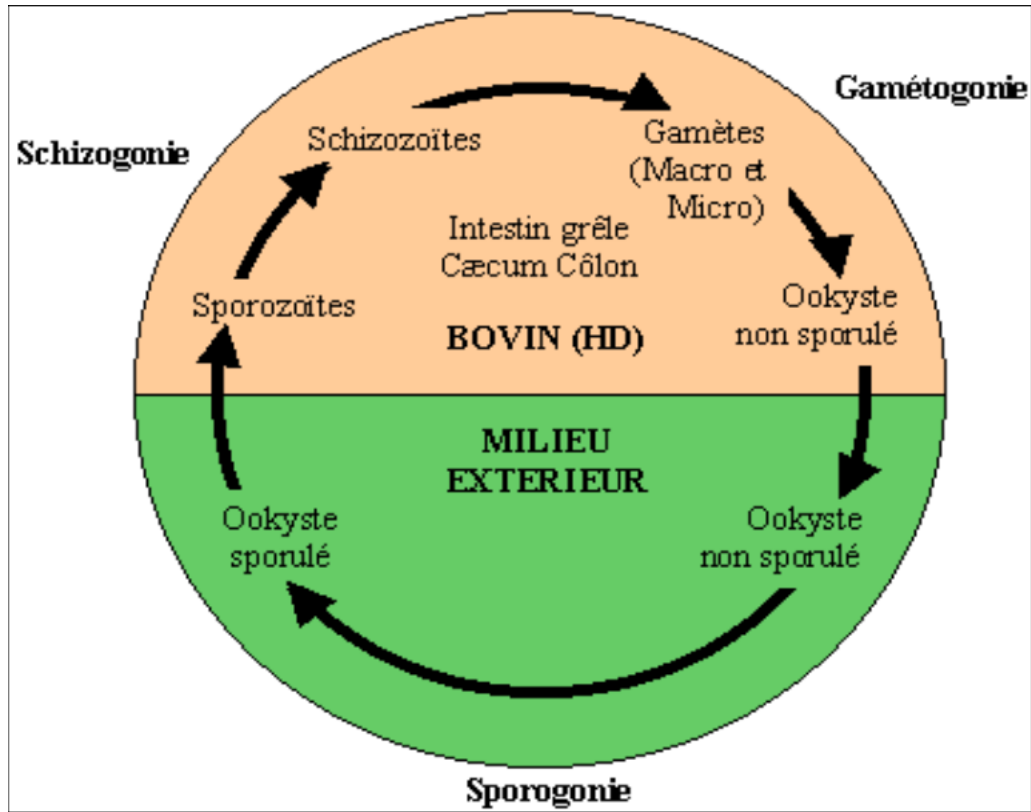 Gamétogonie
Schizogonie
Schizozoïtes
Gamètes
(Macro et
Micro)
Intestin grêle
Cæcum Côlon
Sporozoïtes
Ookyste
non sporulé
BOVIN (HD)
MILIEU
EXTERIEUR
Ookyste
sporulé
Ookyste
non sporulé
Sporogonie